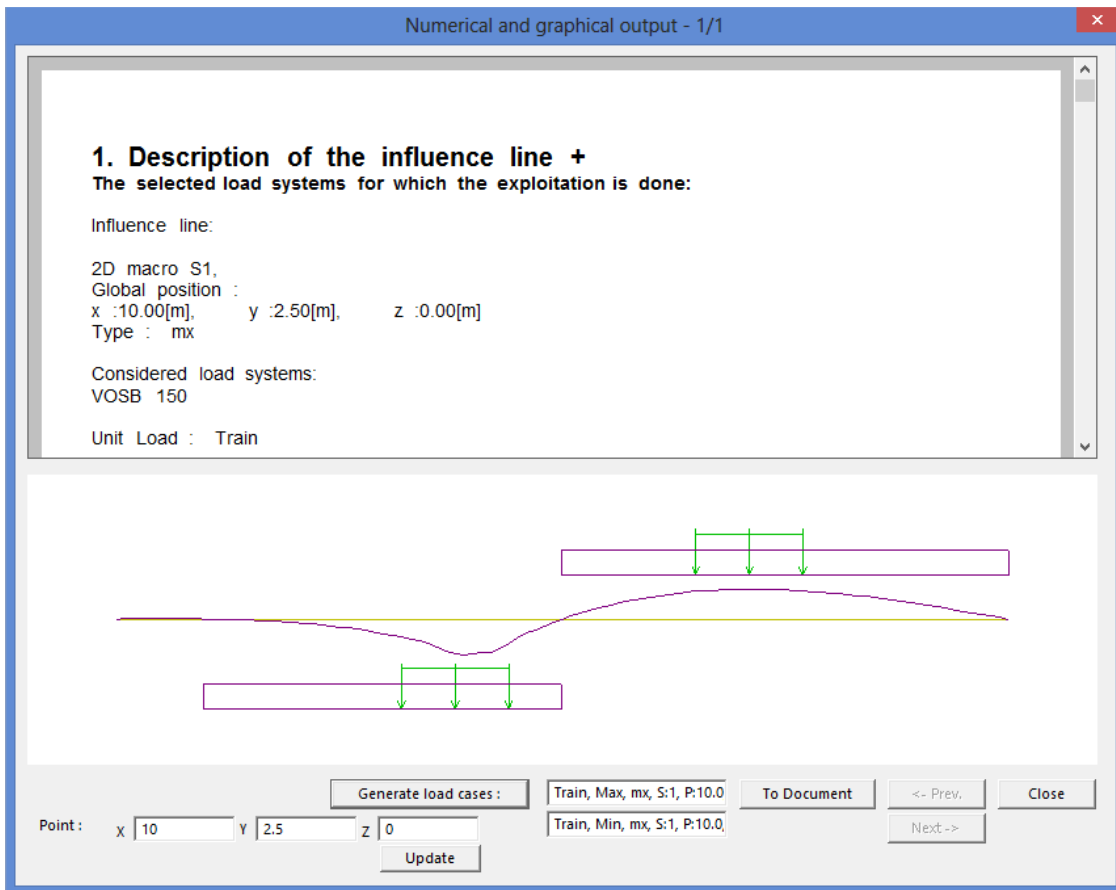 Numerical and graphical output - 1/1
1. Description of the influence line +
The selected load systems for which the exploitation is done:
Influence line:
2D macro S1,
Global position :
x :10.00[m], y :2.50[m], z :0.00[m]
Type : mx
Considered load systems:
VOSB 150
Unit Load : Train
Generate load cases :
Train, Max, mx, S:1, P:10.0
To Document
<- Prev.
Close
Point :
X 10
Y 2.5
Z 0
Train, Min, mx, S:1, P:10.0,
Next ->
Update